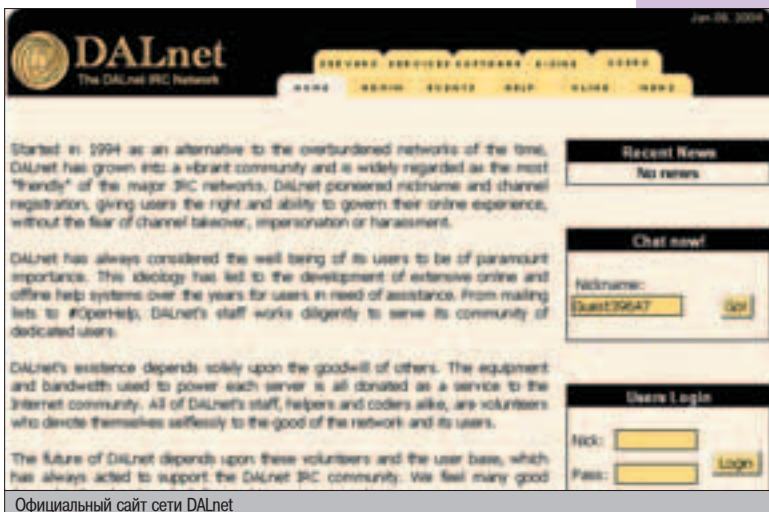 Jan 08, 2004
DALnet
The DALnet IRC Network
SERVERS SERVICES SOFTWARE
HOME ADMIN EVENTS HELP KLINE NEWS
Started in 1994 as an alternative to the overburdened networks of the time,
DALnet has grown into a vibrant community and is widely regarded as the most
"friendly" of the major IRC networks. DALnet pioneered nickname and channel
registration, giving users the right and ability to govern their online experience,
without the fear of channel takeover, impersonation or harassment.
DALnet has always considered the well being of its users to be of paramount
importance. This ideology has led to the development of extensive online and
offline help systems over the years for users in need of assistance. From mailing
lists to #OperHelp, DALnet's staff works diligently to serve its community of
dedicated users.
DALnet's existence depends solely upon the goodwill of others. The equipment
and bandwidth used to power each server is all donated as a service to the
Internet community. All of DALnet's staff, helpers and coders alike, are volunteers
who devote themselves selflessly to the good of the network and its users.
The future of DALnet depends upon these volunteers and the user base, which
has always acted to support the DALnet IRC community. We feel many good
Recent News
No news
Chat now!
Nickname:
Guest39647 Go!
Users Login
Nick:
Pass: Login
Официальный сайт сети DALnet